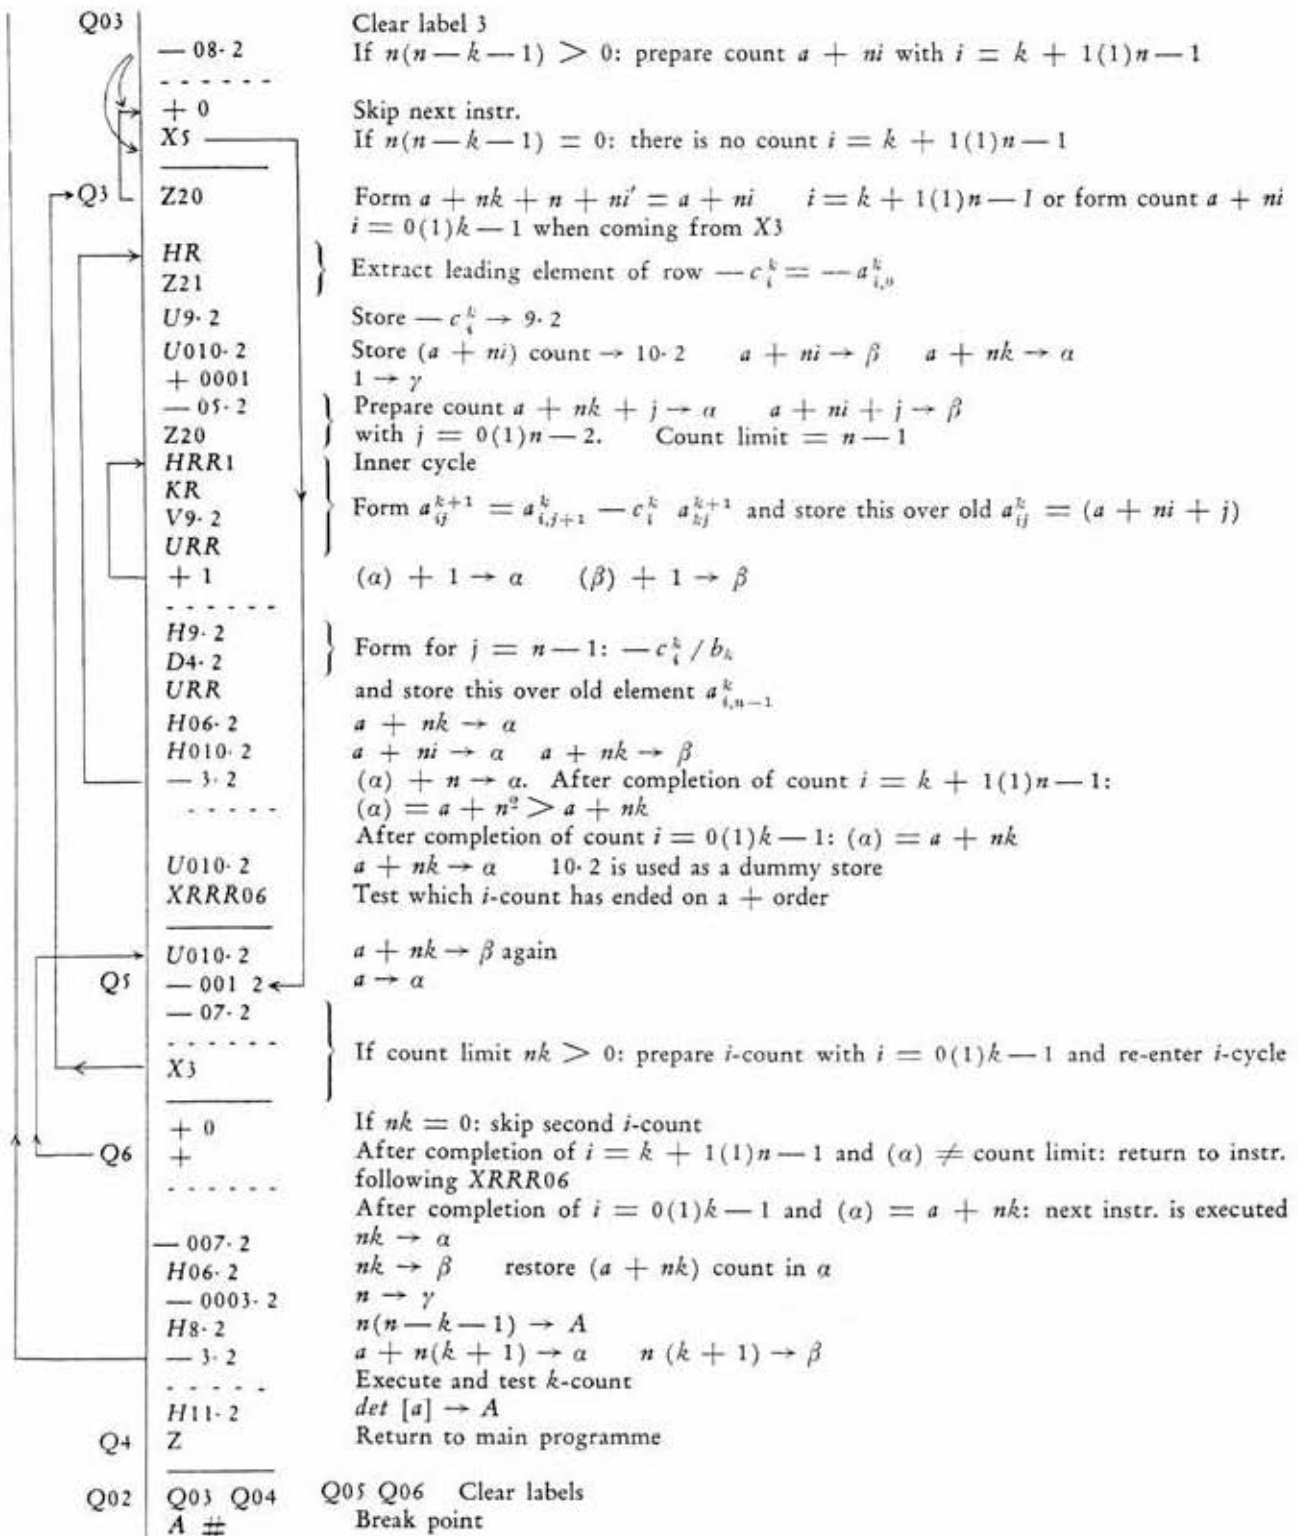 Q03 Clear label 3
— 08·2 If n(n — k — 1) > 0: prepare count a + ni with i = k + 1(1)n — 1
+ 0 Skip next instr.
X5 If n(n — k — 1) = 0: there is no count i = k + 1(1)n — 1
Q3 Z20 Form a + nk + n + ni′ = a + ni i = k + 1(1)n — 1 or form count a + ni
i = 0(1)k — 1 when coming from X3
HR } Extract leading element of row —c_i^k = —a_{i,0}^k
Z21
U9·2 Store — c_i^k → 9·2
U010·2 Store (a + ni) count → 10·2 a + ni → β a + nk → α
+ 0001 1 → γ
— 05·2 } Prepare count a + nk + j → α a + ni + j → β
Z20 with j = 0(1)n — 2. Count limit = n — 1
HRR1 } Inner cycle
KR
V9·2 Form a_{ij}^{k+1} = a_{i,j+1}^k — c_i^k a_{kj}^{k+1} and store this over old a_{ij}^k = (a + ni + j)
URR
+ 1 (α) + 1 → α (β) + 1 → β
H9·2 } Form for j = n — 1: —c_i^k / b_k
D4·2
URR and store this over old element a_{i,n—1}^k
H06·2 a + nk → α
H010·2 a + ni → α a + nk → β
— 3·2 (α) + n → α. After completion of count i = k + 1(1)n — 1:
(α) = a + n² > a + nk
After completion of count i = 0(1)k — 1: (α) = a + nk
U010·2 a + nk → α 10·2 is used as a dummy store
XRRR06 Test which i-count has ended on a + order
U010·2 a + nk → β again
Q5 — 001 2 a → α
— 07·2
X3 } If count limit nk > 0: prepare i-count with i = 0(1)k — 1 and re-enter i-cycle
+ 0 If nk = 0: skip second i-count
Q6 + After completion of i = k + 1(1)n — 1 and (α) ≠ count limit: return to instr.
following XRRR06
After completion of i = 0(1)k — 1 and (α) = a + nk: next instr. is executed
— 007·2 nk → α
H06·2 nk → β restore (a + nk) count in α
— 0003·2 n → γ
H8·2 n(n — k — 1) → A
— 3·2 a + n(k + 1) → α n (k + 1) → β
Execute and test k-count
H11·2 det [a] → A
Q4 Z Return to main programme
Q02 Q03 Q04 Q05 Q06 Clear labels
A # Break point